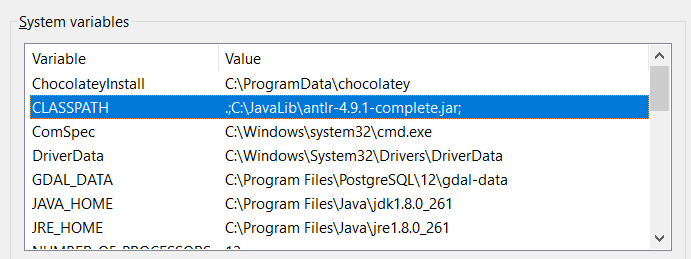 System variables
Variable Value
ChocolateyInstall C:\ProgramData\chocolatey
CLASSPATH .;C:\JavaLib\antlr-4.9.1-complete.jar;
ComSpec C:\Windows\system32\cmd.exe
DriverData C:\Windows\System32\Drivers\DriverData
GDAL_DATA C:\Program Files\PostgreSQL\12\gdal-data
JAVA_HOME C:\Program Files\Java\jdk1.8.0_261
JRE_HOME C:\Program Files\Java\jre1.8.0_261
NUMBER_OF_PROCESSORS 12